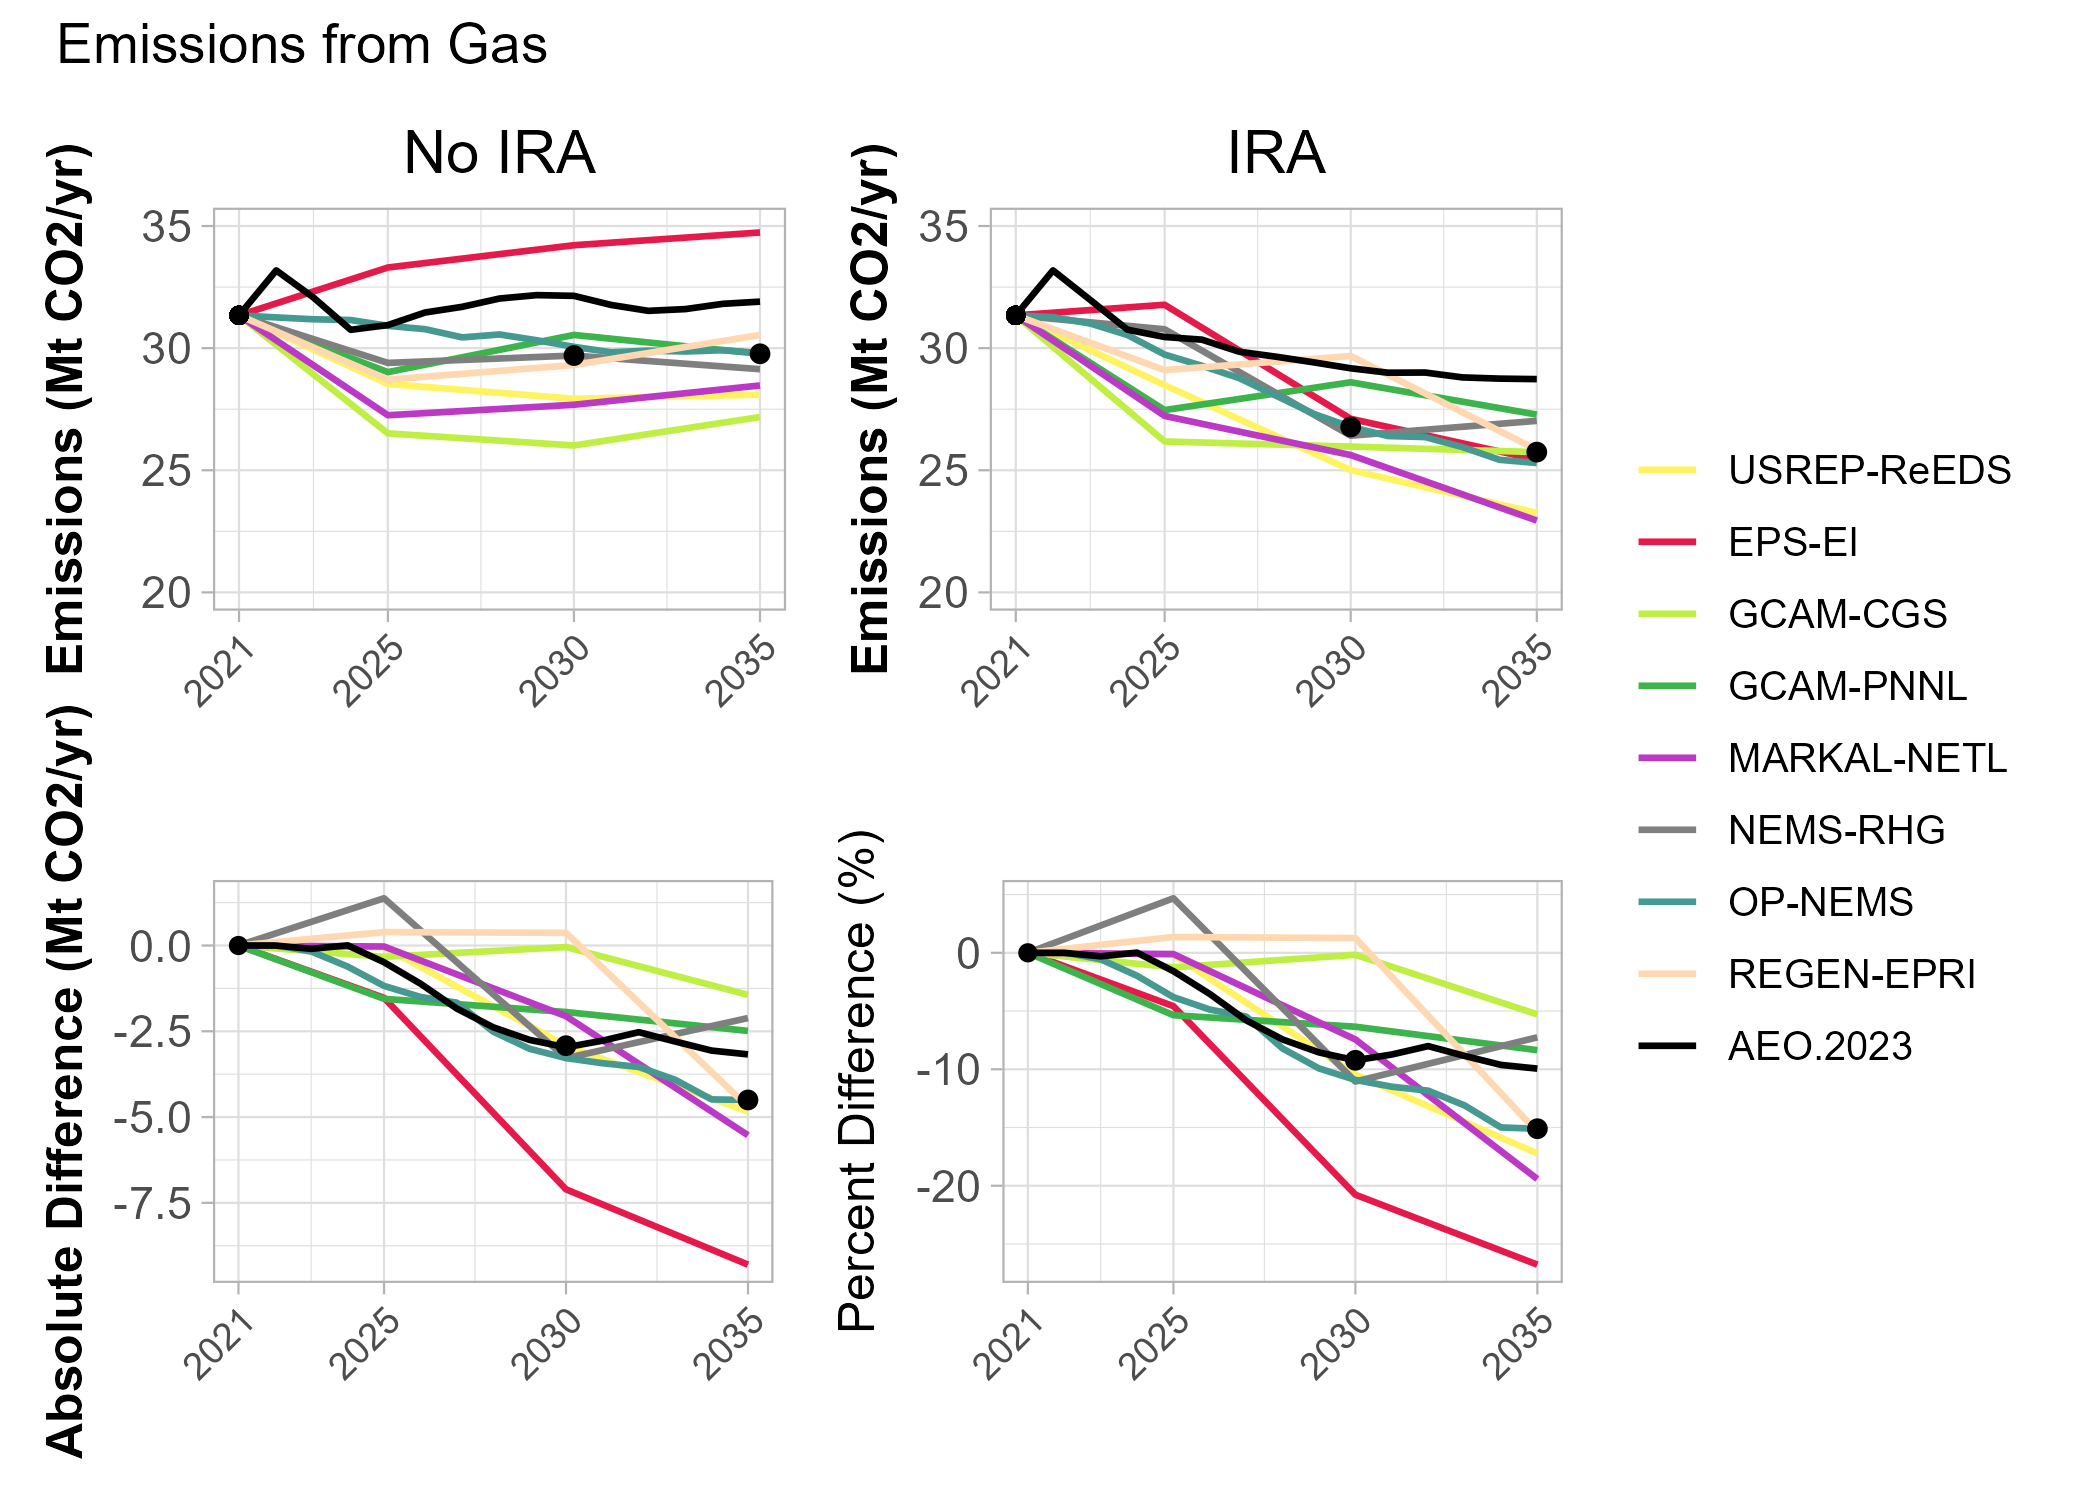 Emissions from Gas
No IRA
IRA
Emissions (Mt CO2/yr)
35
30
25
20
2021
2025
2030
2035
Emissions (Mt CO2/yr)
35
30
25
20
2021
2025
2030
2035
Absolute Difference (Mt CO2/yr)
0.0
-2.5
-5.0
-7.5
2021
2025
2030
2035
Percent Difference (%)
0
-10
-20
2021
2025
2030
2035
USREP-ReEDS
EPS-EI
GCAM-CGS
GCAM-PNNL
MARKAL-NETL
NEMS-RHG
OP-NEMS
REGEN-EPRI
AEO.2023